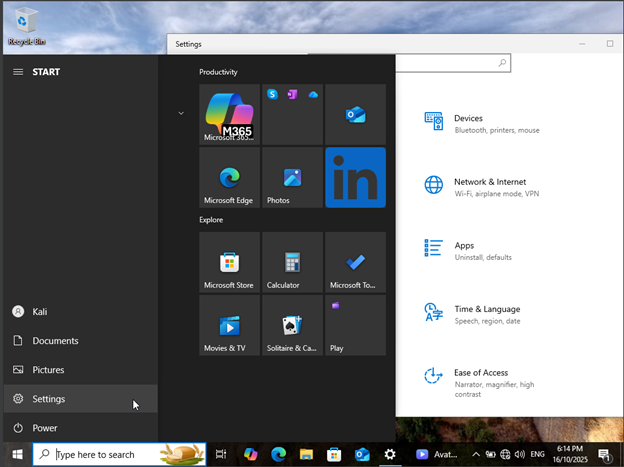 Recycle Bin
Settings
START
Productivity
M365
Microsoft 365...
Microsoft Edge
Photos
in
Explore
Microsoft Store
Calculator
Microsoft To...
Movies & TV
Solitaire & Ca...
Play
Kali
Documents
Pictures
Settings
Power
Devices
Bluetooth, printers, mouse
Network & Internet
Wi-Fi, airplane mode, VPN
Apps
Uninstall, defaults
Time & Language
Speech, region, date
Ease of Access
Narrator, magnifier, high
contrast
Type here to search
Avat...
ENG
6:14 PM
16/10/2025
1